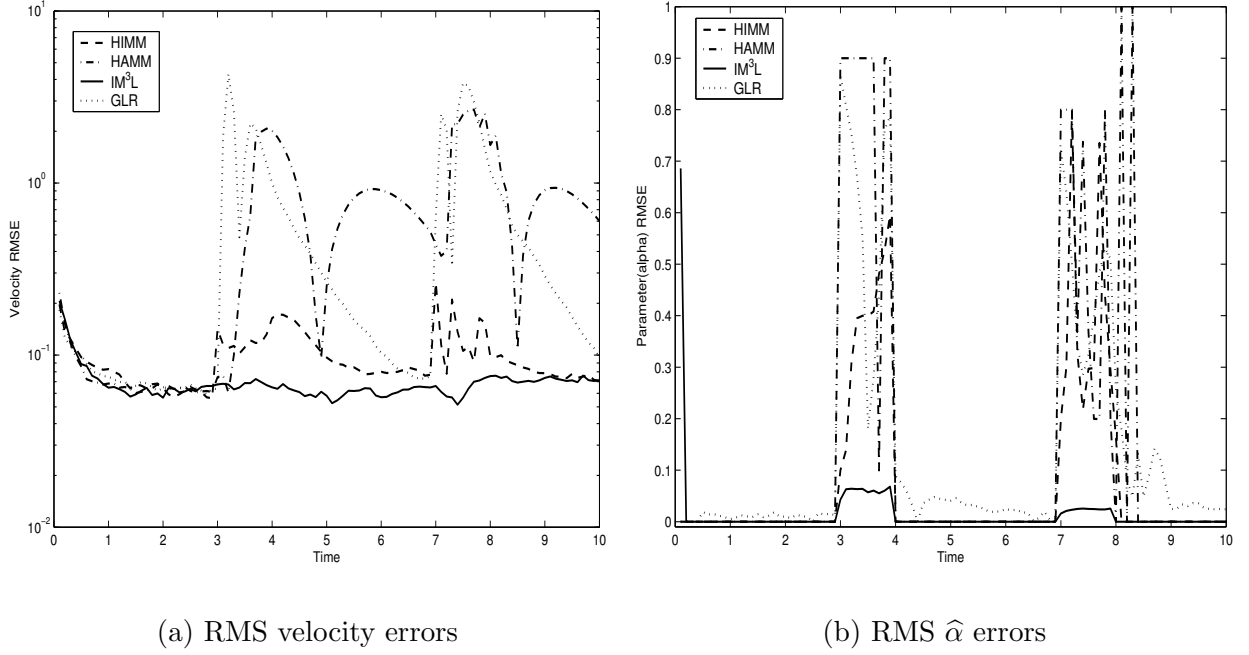 10¹
10⁰
10⁻¹
10⁻²
Velocity RMSE
HIMM
HAMM
IM³L
GLR
0 1 2 3 4 5 6 7 8 9 10
Time
(a) RMS velocity errors
1
0.9
0.8
0.7
0.6
0.5
0.4
0.3
0.2
0.1
0
Parameter(alpha) RMSE
HIMM
HAMM
IM³L
GLR
0 1 2 3 4 5 6 7 8 9 10
Time
(b) RMS α̂ errors